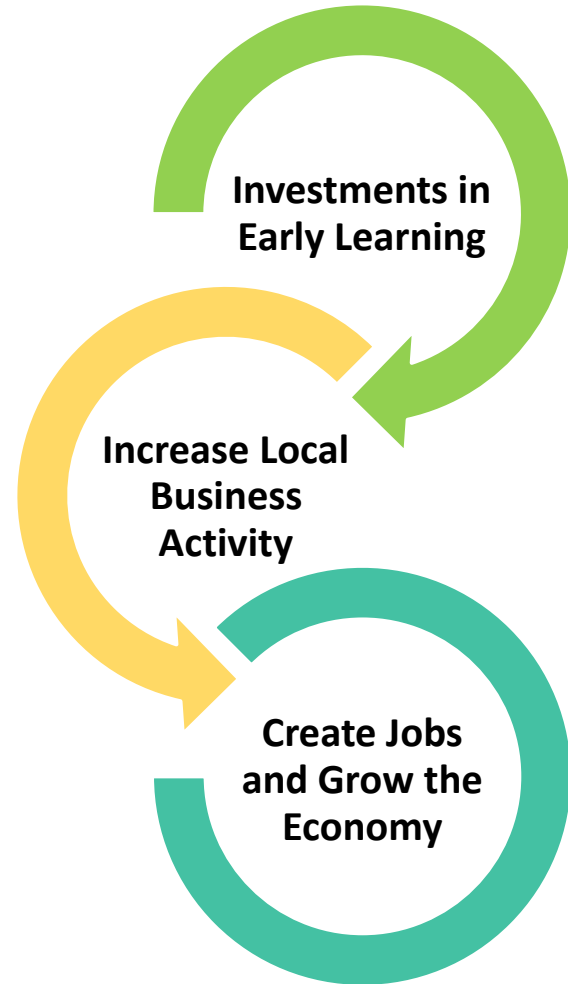 Investments in
Early Learning
Increase Local
Business
Activity
Create Jobs
and Grow the
Economy